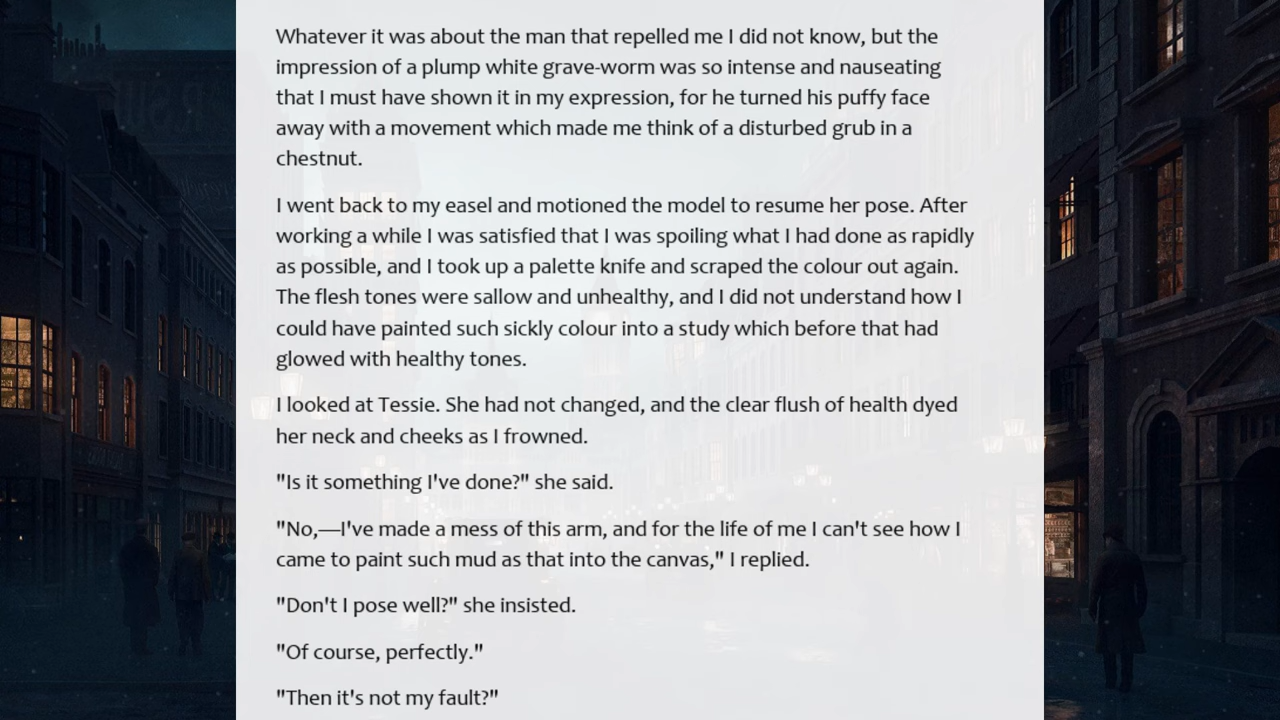 Whatever it was about the man that repelled me I did not know, but the
impression of a plump white grave-worm was so intense and nauseating
that I must have shown it in my expression, for he turned his puffy face
away with a movement which made me think of a disturbed grub in a
chestnut.
I went back to my easel and motioned the model to resume her pose. After
working a while I was satisfied that I was spoiling what I had done as rapidly
as possible, and I took up a palette knife and scraped the colour out again.
The flesh tones were sallow and unhealthy, and I did not understand how I
could have painted such sickly colour into a study which before that had
glowed with healthy tones.
I looked at Tessie. She had not changed, and the clear flush of health dyed
her neck and cheeks as I frowned.
"Is it something I've done?" she said.
"No,—I've made a mess of this arm, and for the life of me I can't see how I
came to paint such mud as that into the canvas," I replied.
"Don't I pose well?" she insisted.
"Of course, perfectly."
"Then it's not my fault?"